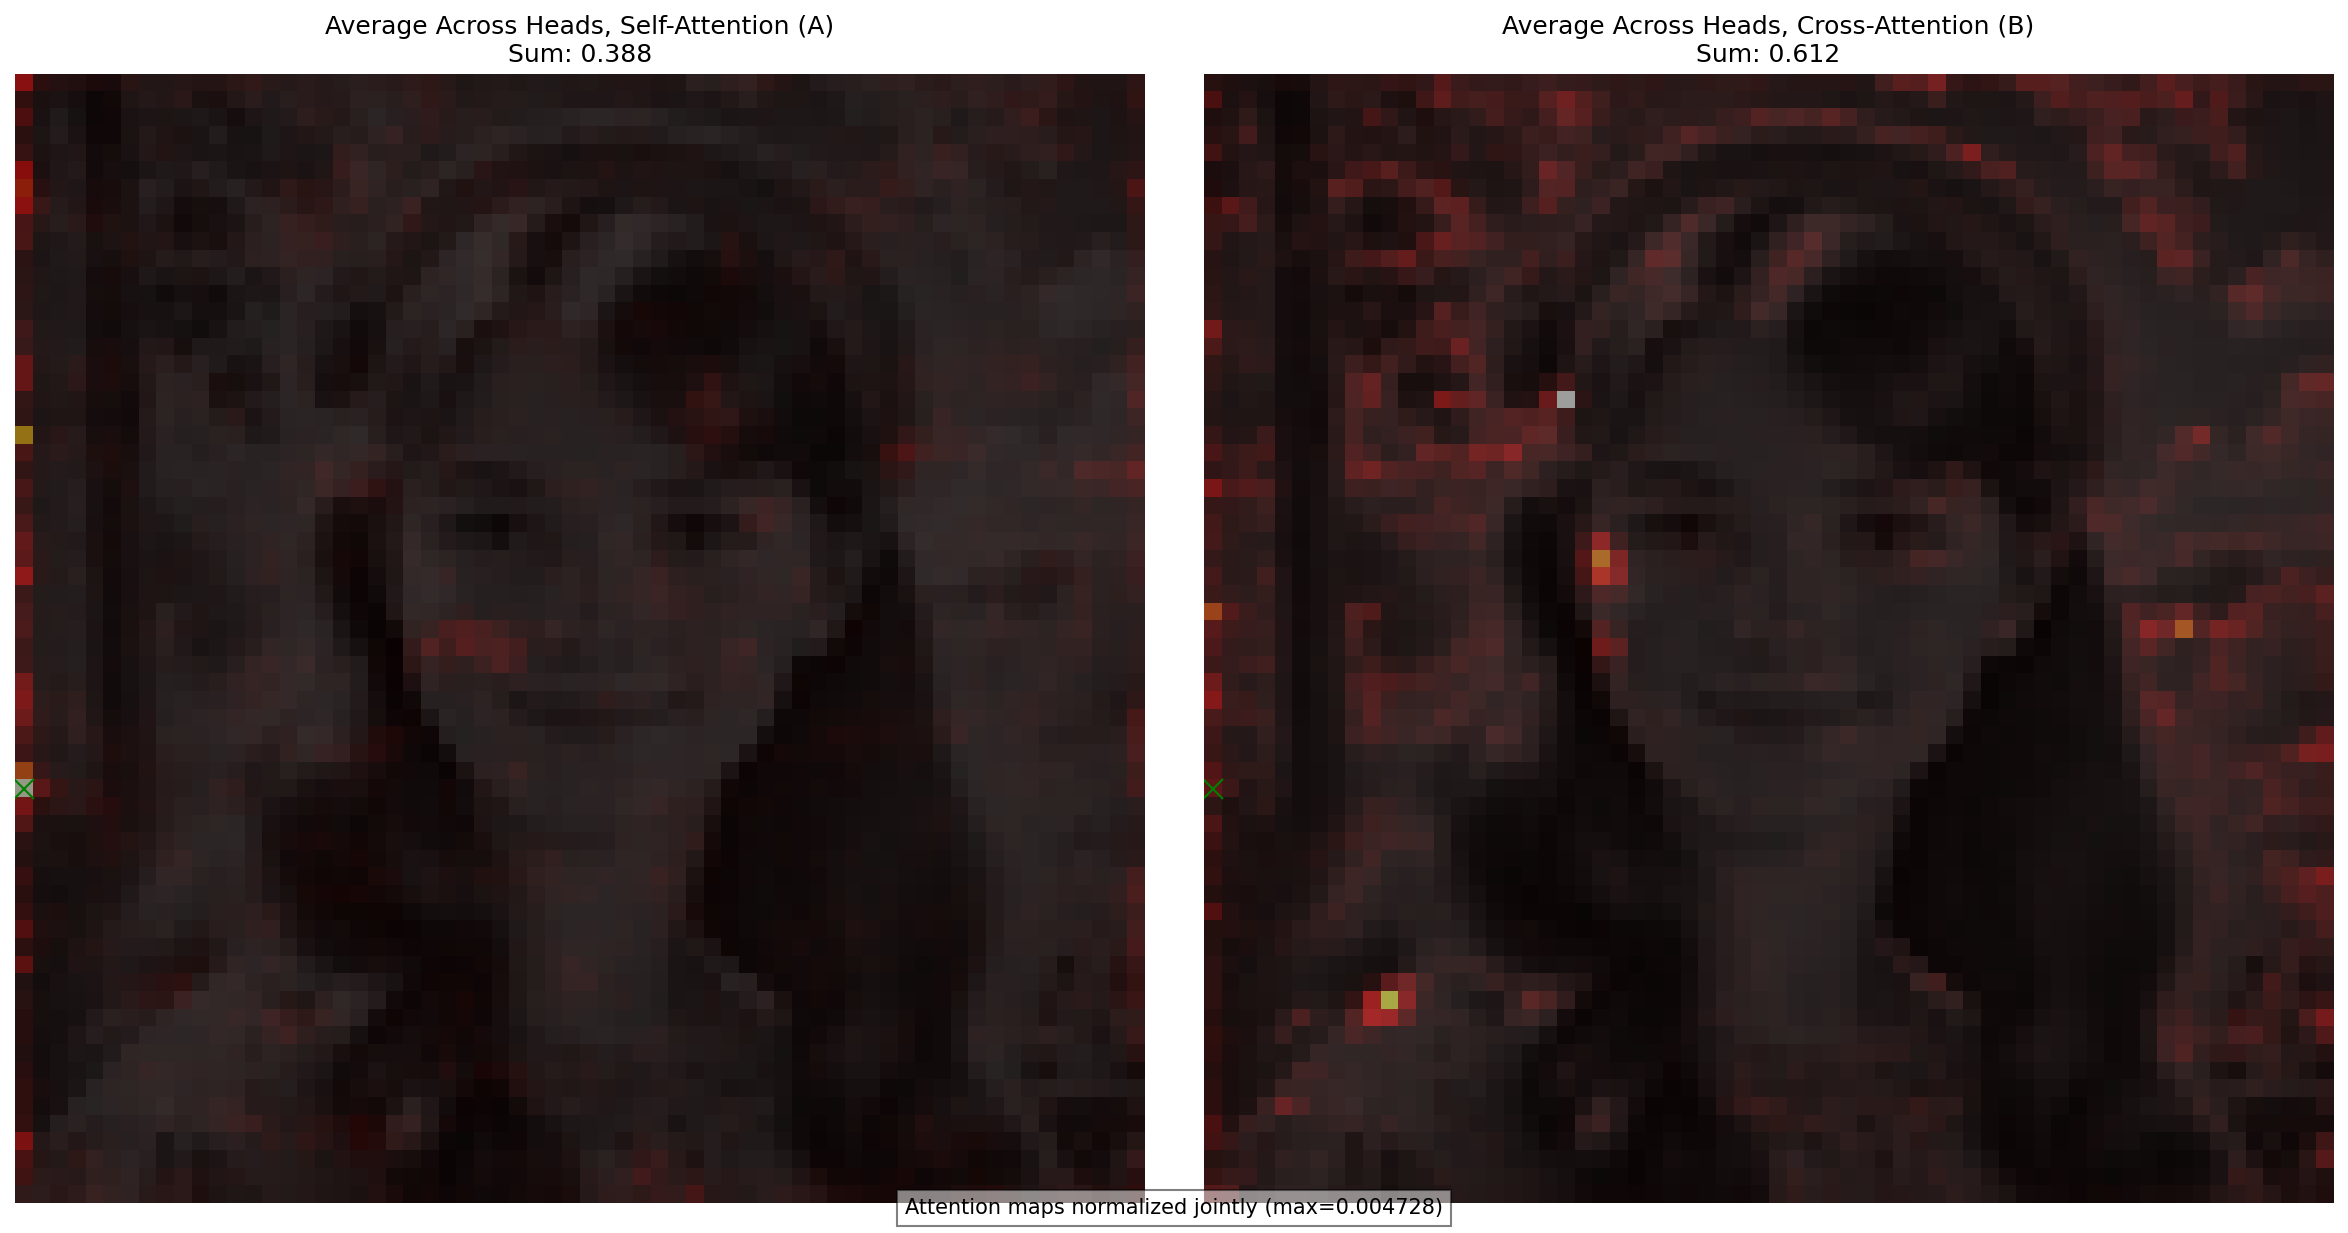 Average Across Heads, Self-Attention (A)
Sum: 0.388
Average Across Heads, Cross-Attention (B)
Sum: 0.612
Attention maps normalized jointly (max=0.004728)